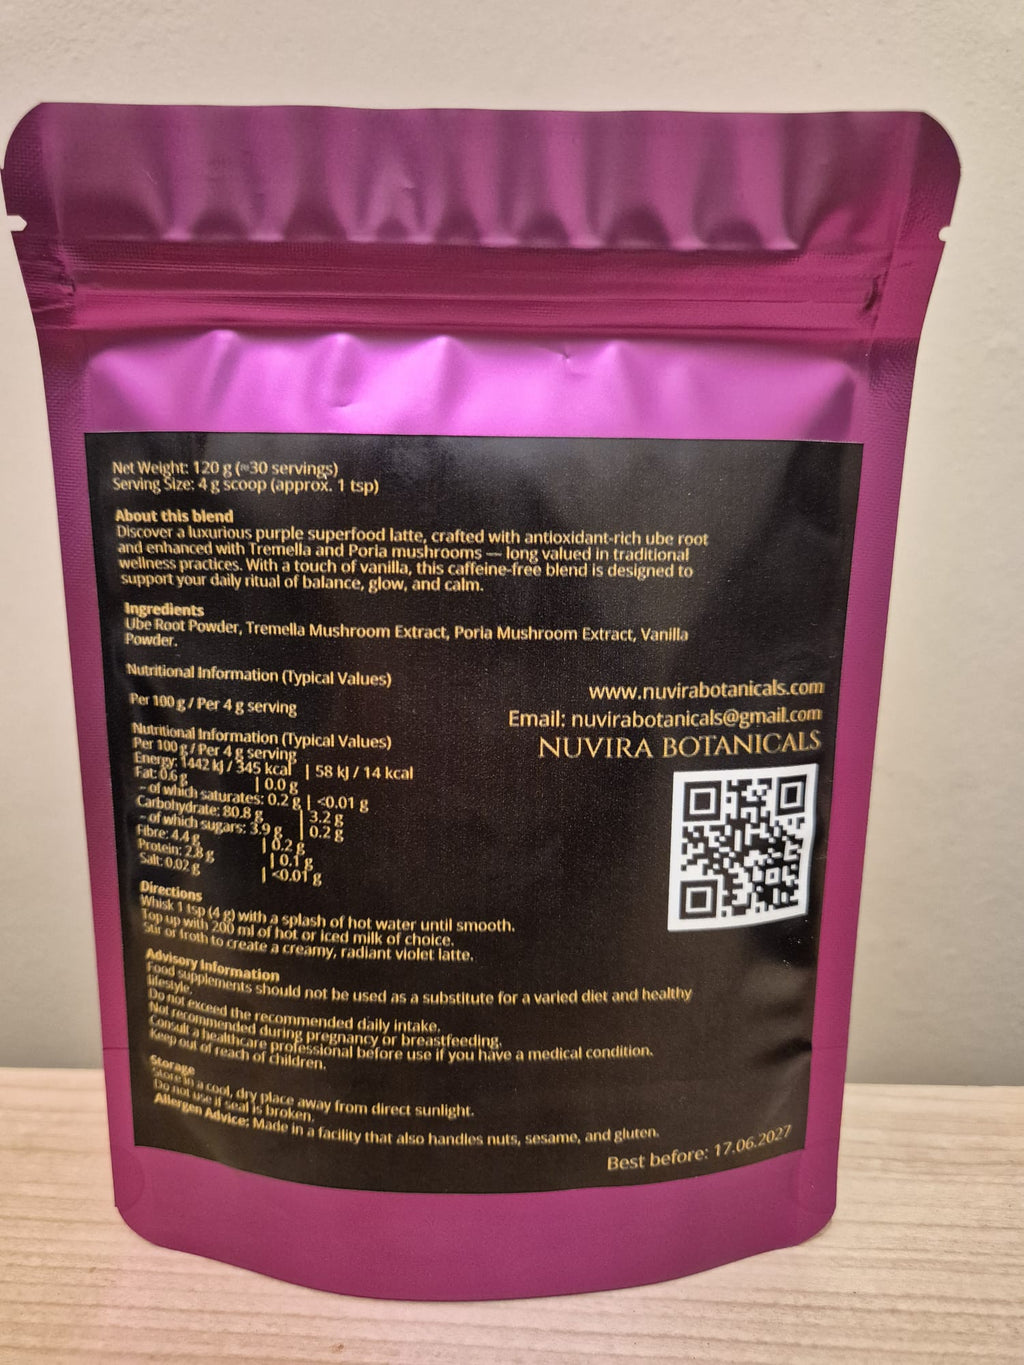 Net Weight: 120 g (≈30 servings)
Serving Size: 4 g scoop (approx. 1 tsp)
About this blend
Discover a luxurious purple superfood latte, crafted with antioxidant-rich ube root
and enhanced with Tremella and Poria mushrooms — long valued in traditional
wellness practices. With a touch of vanilla, this caffeine-free blend is designed to
support your daily ritual of balance, glow, and calm.
Ingredients
Ube Root Powder, Tremella Mushroom Extract, Poria Mushroom Extract, Vanilla
Powder.
Nutritional Information (Typical Values)
Per 100 g / Per 4 g serving
Nutritional Information (Typical Values)
Per 100 g / Per 4 g serving
Energy: 1442 kJ / 345 kcal | 58 kJ / 14 kcal
Fat: 0.6 g | 0.0 g
- of which saturates: 0.2 g | <0.01 g
Carbohydrate: 80.8 g | 3.2 g
- of which sugars: 3.9 g | 0.2 g
Fibre: 4.4 g | 0.2 g
Protein: 2.8 g | 0.1 g
Salt: 0.02 g | <0.01 g
www.nuvirabotanicals.com
Email: nuvirabotanicals@gmail.com
NUVIRA BOTANICALS
Directions
Whisk 1 tsp (4 g) with a splash of hot water until smooth.
Top up with 200 ml of hot or iced milk of choice.
Stir or froth to create a creamy, radiant violet latte.
Advisory Information
Food supplements should not be used as a substitute for a varied diet and healthy
lifestyle.
Do not exceed the recommended daily intake.
Not recommended during pregnancy or breastfeeding.
Consult a healthcare professional before use if you have a medical condition.
Keep out of reach of children.
Storage
Store in a cool, dry place away from direct sunlight.
Do not use if seal is broken.
Allergen Advice: Made in a facility that also handles nuts, sesame, and gluten.
Best before: 17.06.2027